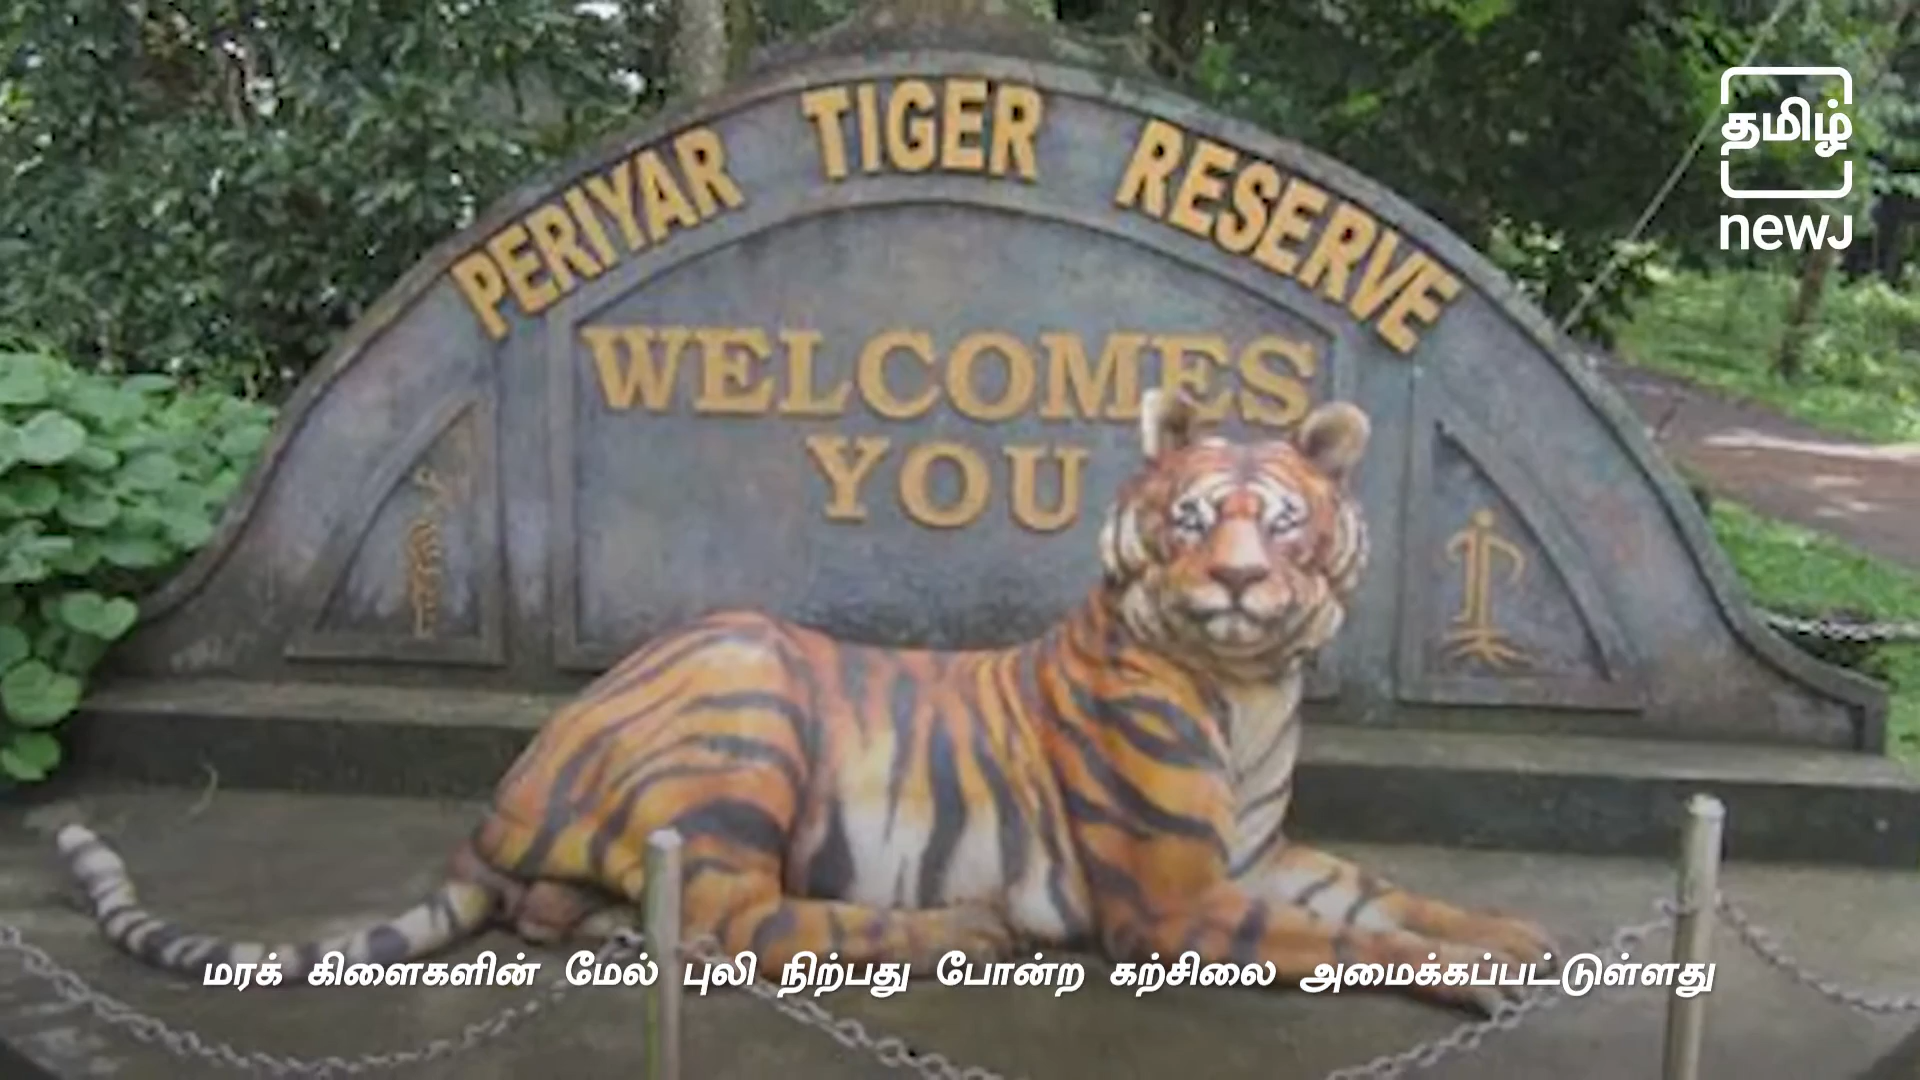 PERIYAR TIGER RESERVE
WELCOMES
YOU
தமிழ்
newJ
மரக் கிளைகளின் மேல் புலி நிற்பது போன்ற கற்சிலை அமைக்கப்பட்டுள்ளது